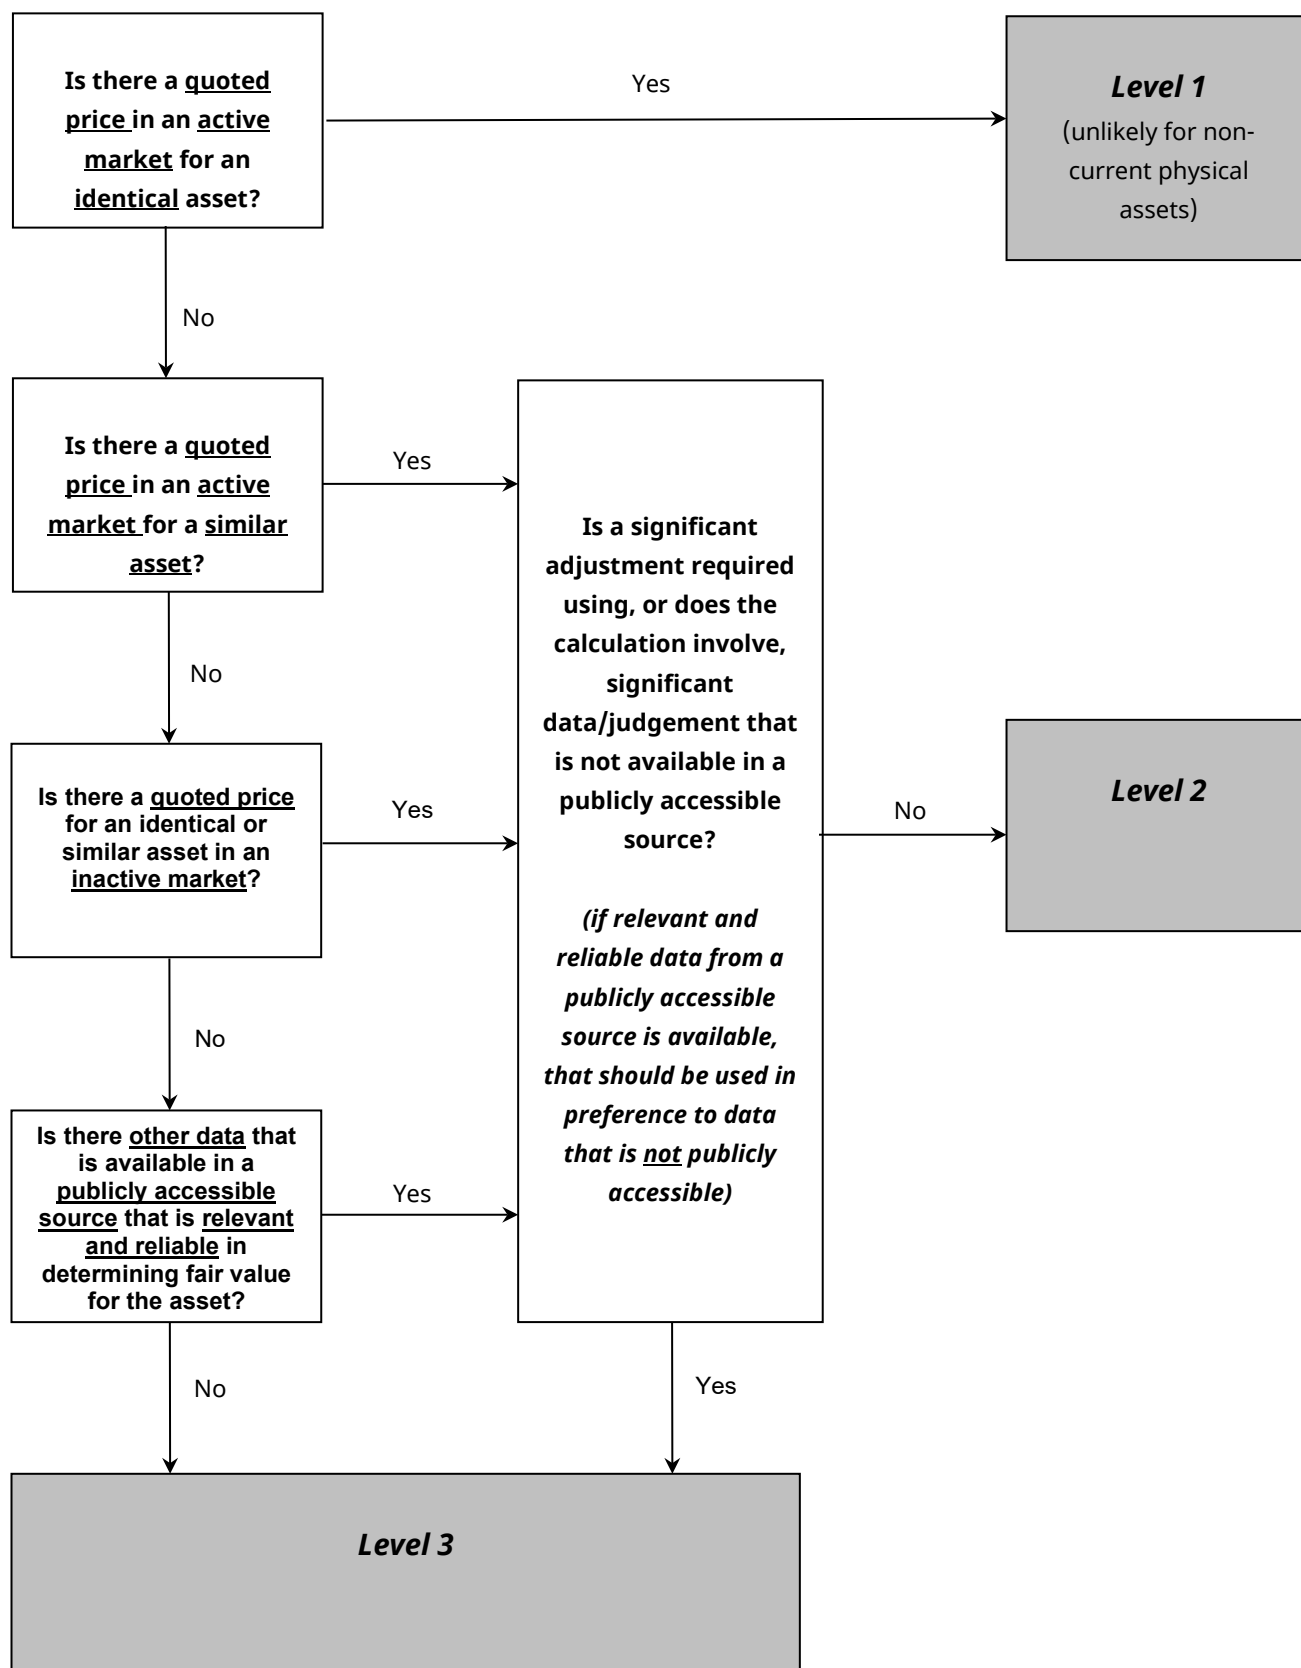 Is there a quoted
price in an active
market for an
identical asset?
Yes
Level 1
(unlikely for non-
current physical
assets)
No
Is there a quoted
price in an active
market for a similar
asset?
Yes
Is a significant
adjustment required
using, or does the
calculation involve,
significant
data/judgement that
is not available in a
publicly accessible
source?
(if relevant and
reliable data from a
publicly accessible
source is available,
that should be used in
preference to data
that is not publicly
accessible)
No
Level 2
No
Is there a quoted price
for an identical or
similar asset in an
inactive market?
Yes
No
Is there other data that
is available in a
publicly accessible
source that is relevant
and reliable in
determining fair value
for the asset?
Yes
No
Yes
Level 3